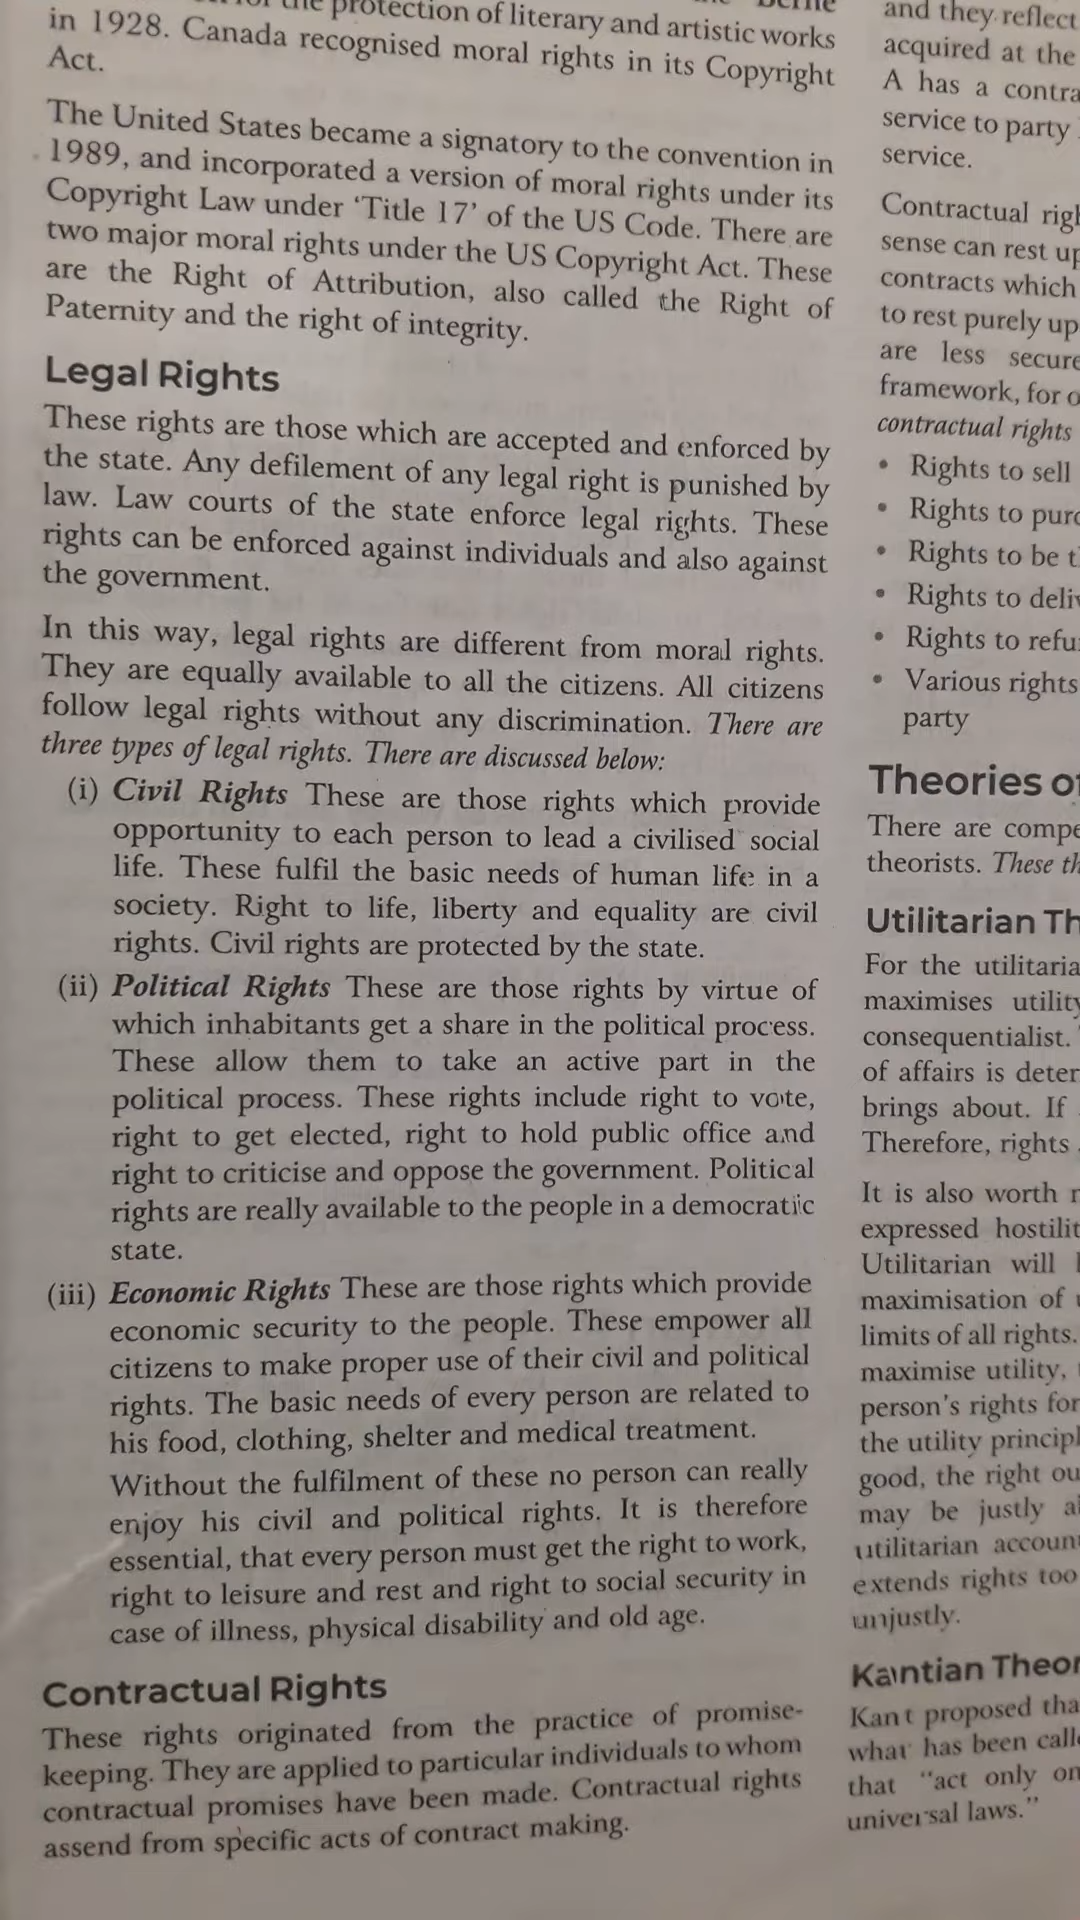 the protection of literary and artistic works
in 1928. Canada recognised moral rights in its Copyright
Act.
The United States became a signatory to the convention in
1989, and incorporated a version of moral rights under its
Copyright Law under ‘Title 17’ of the US Code. There are
two major moral rights under the US Copyright Act. These
are the Right of Attribution, also called the Right of
Paternity and the right of integrity.
Legal Rights
These rights are those which are accepted and enforced by
the state. Any defilement of any legal right is punished by
law. Law courts of the state enforce legal rights. These
rights can be enforced against individuals and also against
the government.
In this way, legal rights are different from moral rights.
They are equally available to all the citizens. All citizens
follow legal rights without any discrimination. There are
three types of legal rights. There are discussed below:
(i) Civil Rights These are those rights which provide
opportunity to each person to lead a civilised social
life. These fulfil the basic needs of human life in a
society. Right to life, liberty and equality are civil
rights. Civil rights are protected by the state.
(ii) Political Rights These are those rights by virtue of
which inhabitants get a share in the political process.
These allow them to take an active part in the
political process. These rights include right to vote,
right to get elected, right to hold public office and
right to criticise and oppose the government. Political
rights are really available to the people in a democratic
state.
(iii) Economic Rights These are those rights which provide
economic security to the people. These empower all
citizens to make proper use of their civil and political
rights. The basic needs of every person are related to
his food, clothing, shelter and medical treatment.
Without the fulfilment of these no person can really
enjoy his civil and political rights. It is therefore
essential, that every person must get the right to work,
right to leisure and rest and right to social security in
case of illness, physical disability and old age.
Contractual Rights
These rights originated from the practice of promise-
keeping. They are applied to particular individuals to whom
contractual promises have been made. Contractual rights
assend from specific acts of contract making.
and they reflect
acquired at the
A has a
service to party
service.
Contractual
sense can rest
contracts which
to rest purely
are less
framework, for
contractual rights
• Rights to sell
• Rights to
• Rights to be
• Rights to
• Rights to
• Various rights
party
Theories
There are
theorists. These
Utilitarian
For the
maximises utility
consequentialist.
of affairs is
brings about. If
Therefore, rights
It is also worth
expressed
Utilitarian will
maximisation of
limits of all rights.
maximise utility,
person's rights for
the utility
good, the right
may be justly
utilitarian
extends rights too
unjustly.
Kantian
Kant proposed
what has been
that “act only
universal laws.”